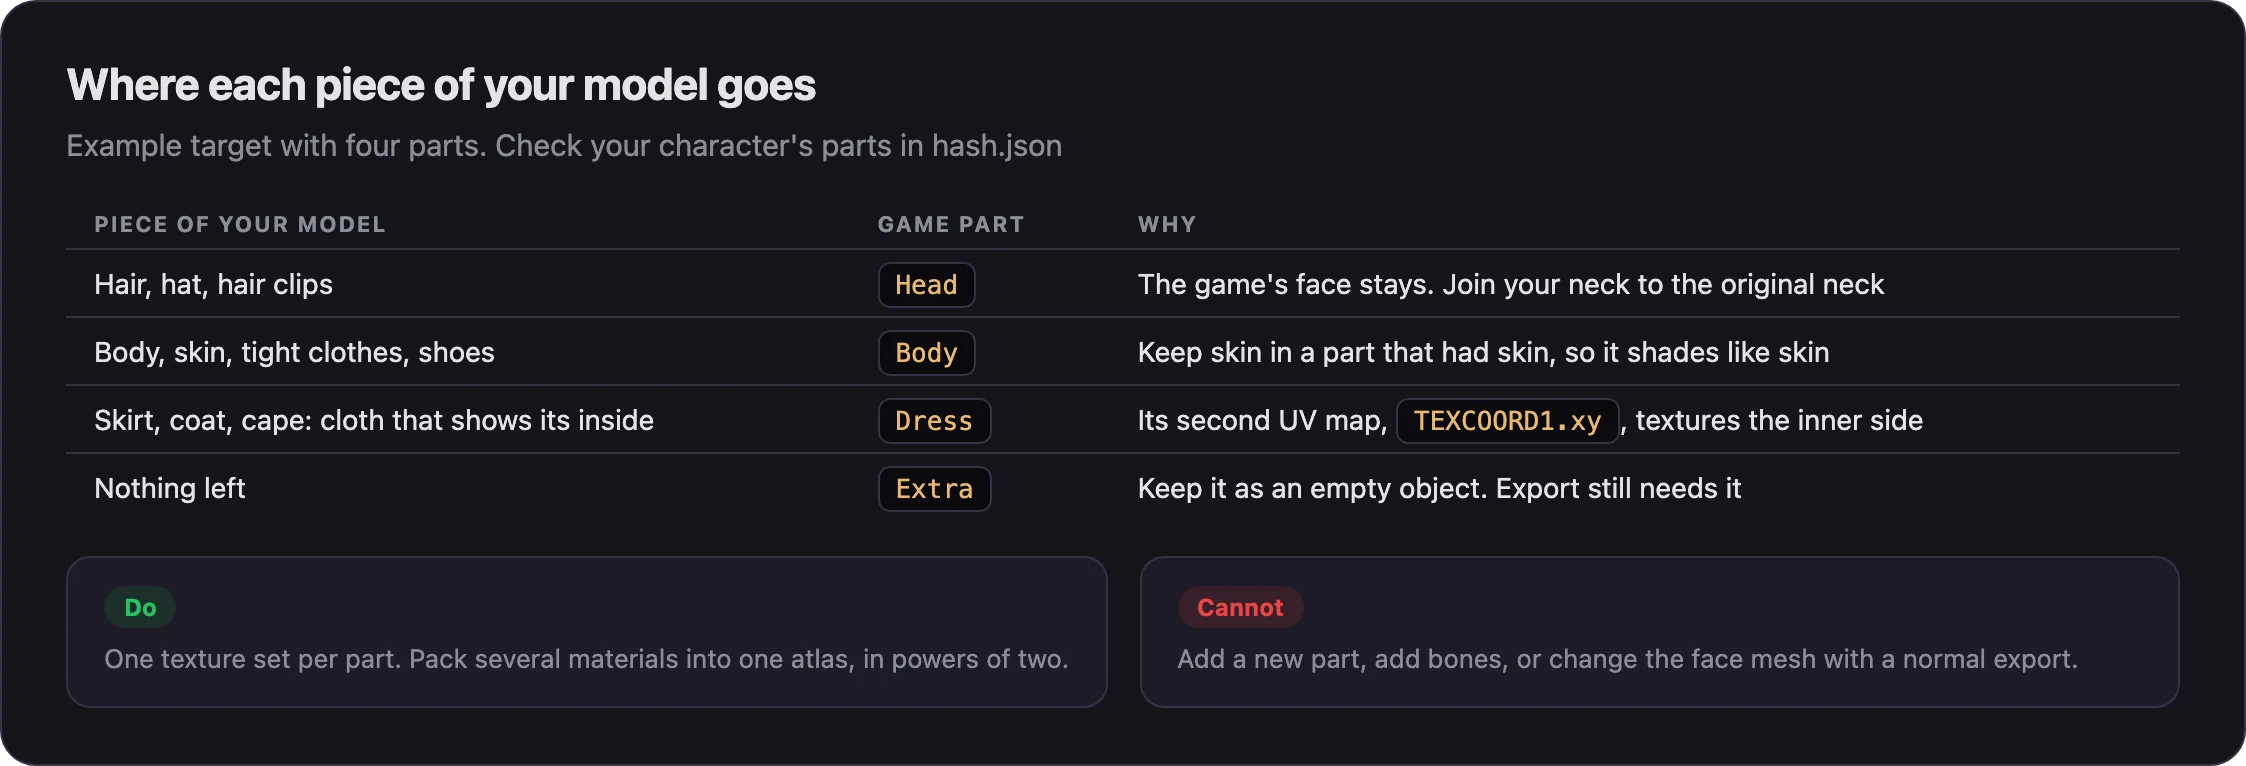 Where each piece of your model goes
Example target with four parts. Check your character's parts in hash.json
PIECE OF YOUR MODEL GAME PART WHY
Hair, hat, hair clips Head The game's face stays. Join your neck to the original neck
Body, skin, tight clothes, shoes Body Keep skin in a part that had skin, so it shades like skin
Skirt, coat, cape: cloth that shows its inside Dress Its second UV map, TEXCOORD1.xy, textures the inner side
Nothing left Extra Keep it as an empty object. Export still needs it
Do
One texture set per part. Pack several materials into one atlas, in powers of two.
Cannot
Add a new part, add bones, or change the face mesh with a normal export.